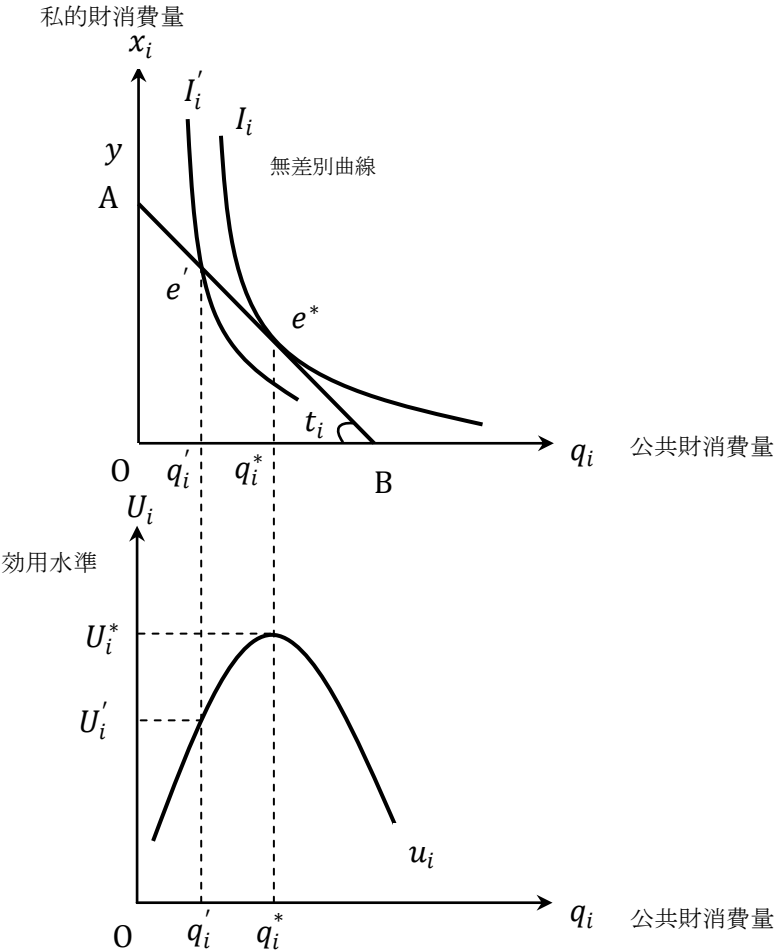 私的財消費量
x_i
I_i'
I_i
y
無差別曲線
A
e'
e*
t_i
q_i 公共財消費量
O q_i' q_i* B
U_i
効用水準
U_i*
U_i'
u_i
q_i 公共財消費量
O q_i' q_i*